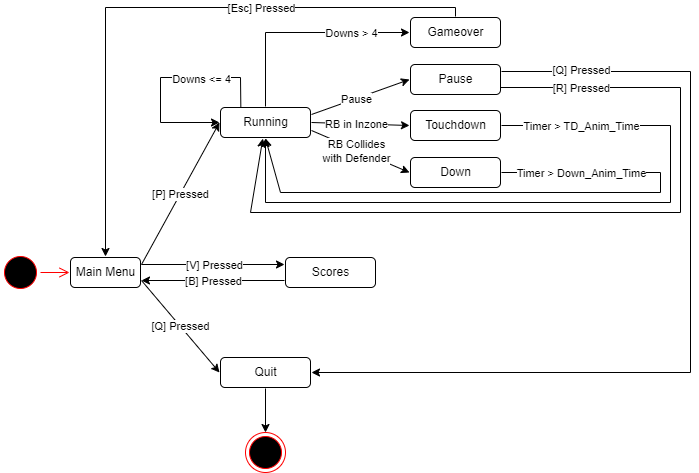 [Esc] Pressed
Downs > 4
Gameover
Downs <= 4
Pause
Pause
[Q] Pressed
[R] Pressed
Running
RB in Inzone
Touchdown
Timer > TD_Anim_Time
RB Collides
with Defender
Down
Timer > Down_Anim_Time
[P] Pressed
Main Menu
[V] Pressed
[B] Pressed
Scores
[Q] Pressed
Quit